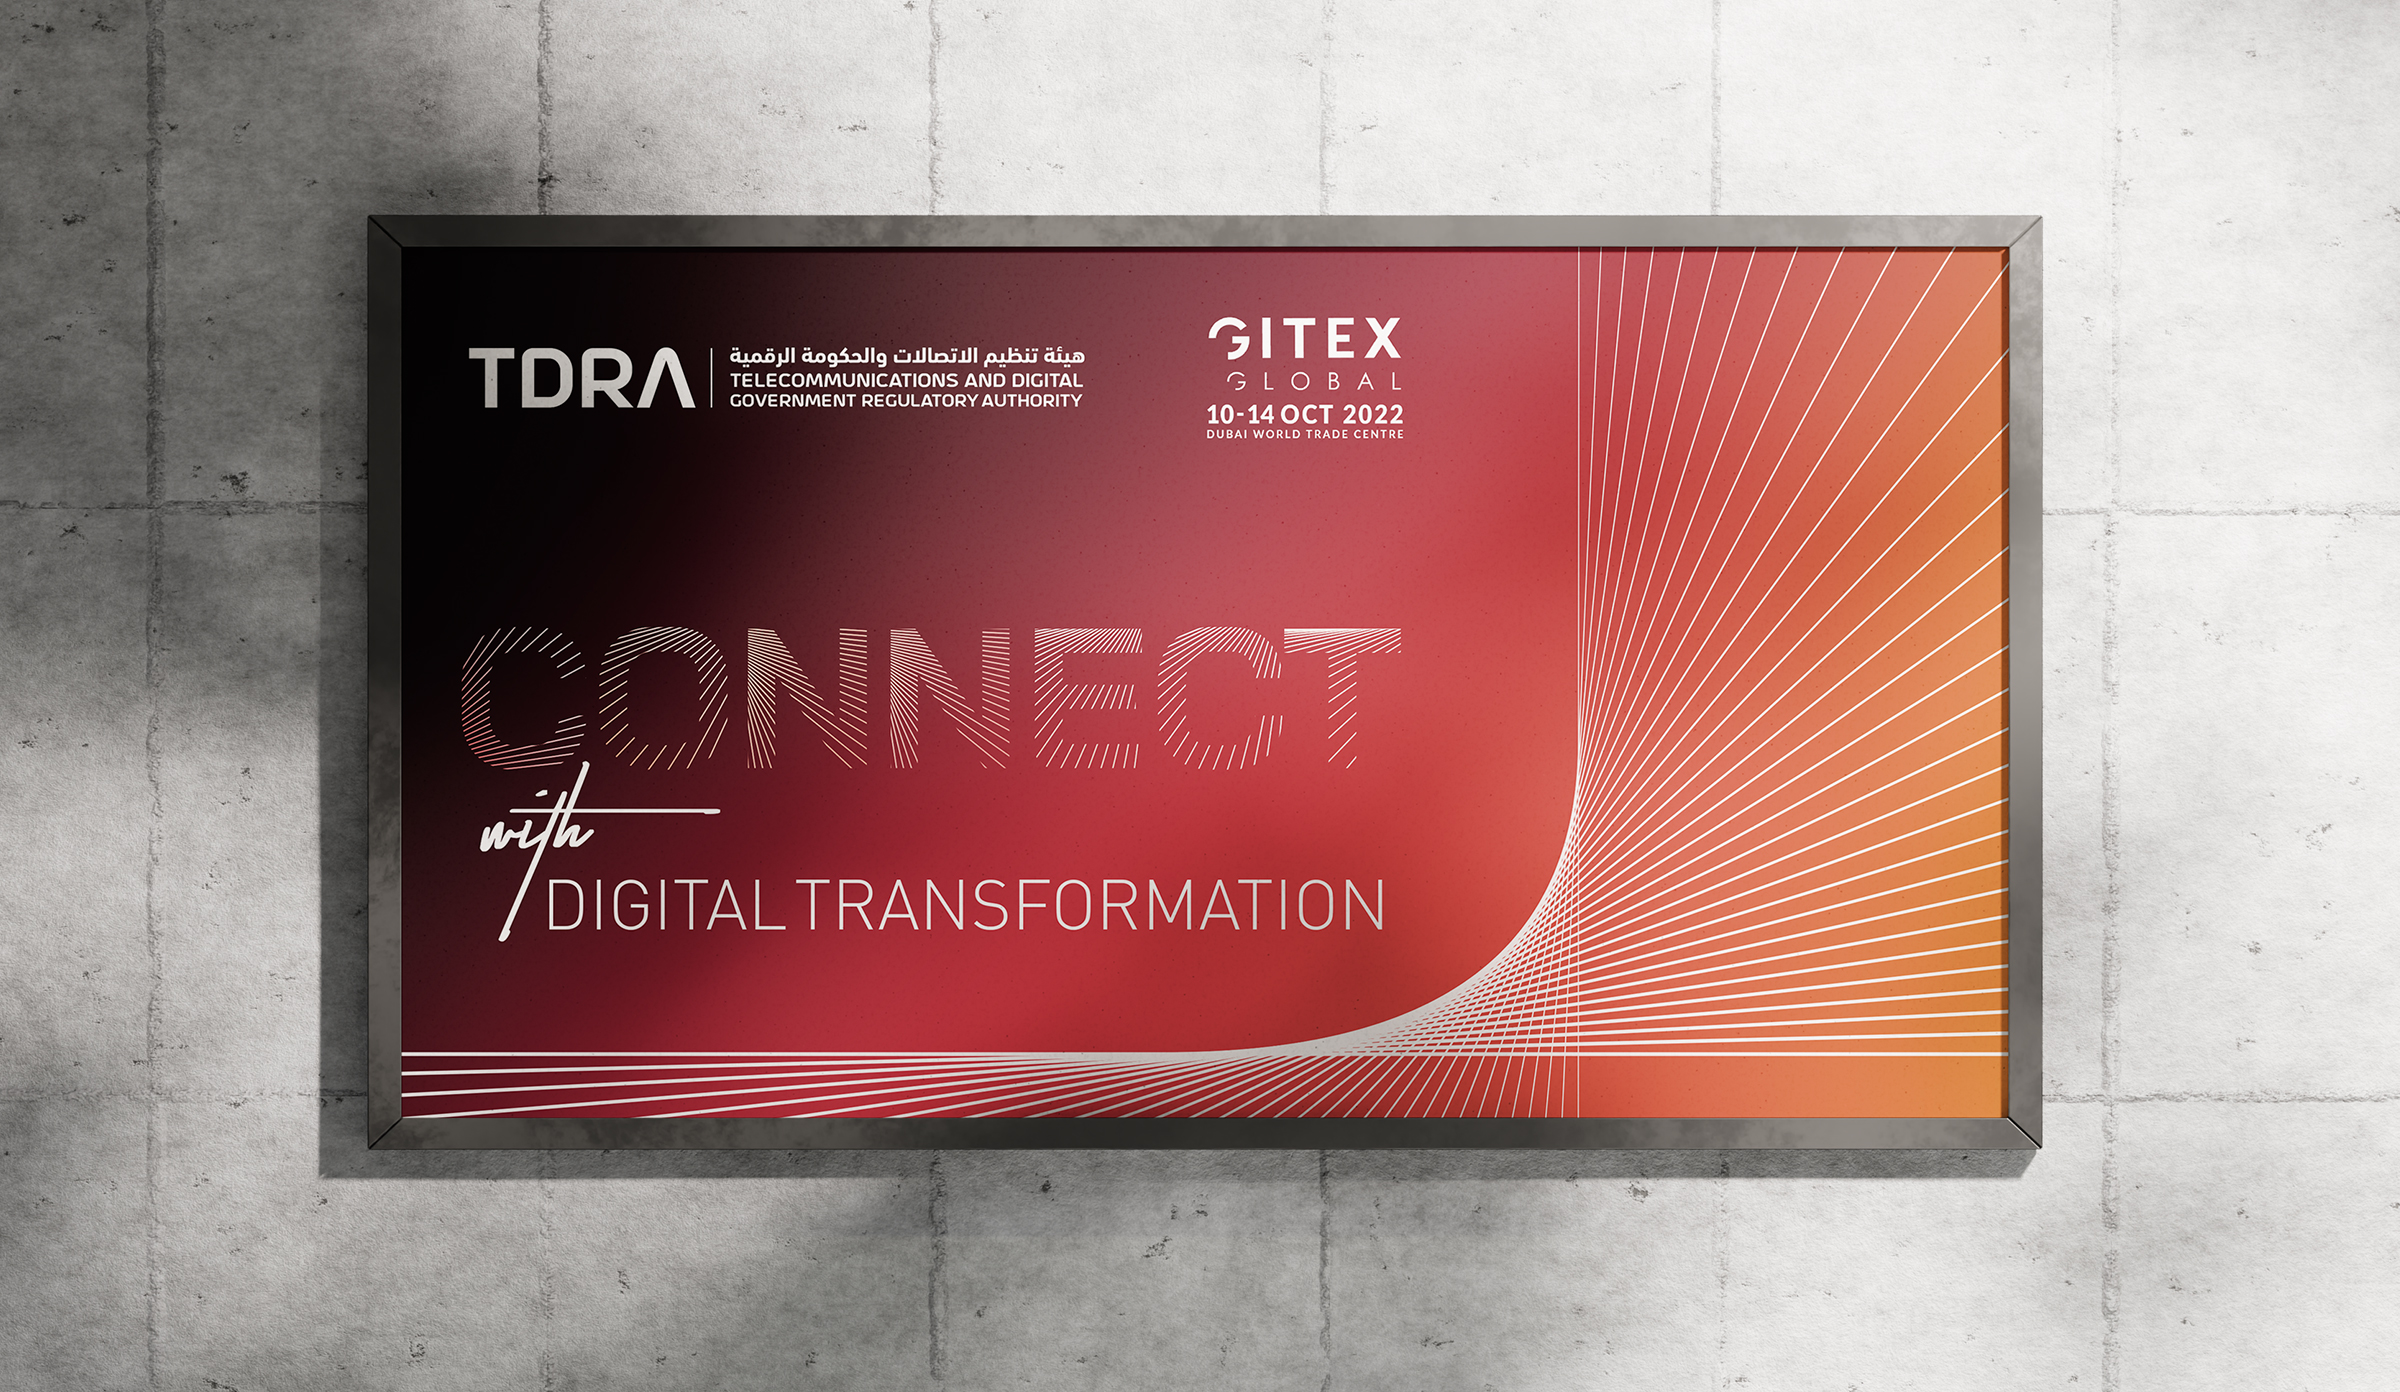 TDRA
هيئة تنظيم الاتصالات والحكومة الرقمية
TELECOMMUNICATIONS AND DIGITAL
GOVERNMENT REGULATORY AUTHORITY
GITEX
GLOBAL
10-14 OCT 2022
DUBAI WORLD TRADE CENTRE
CONNECT
with
DIGITAL TRANSFORMATION